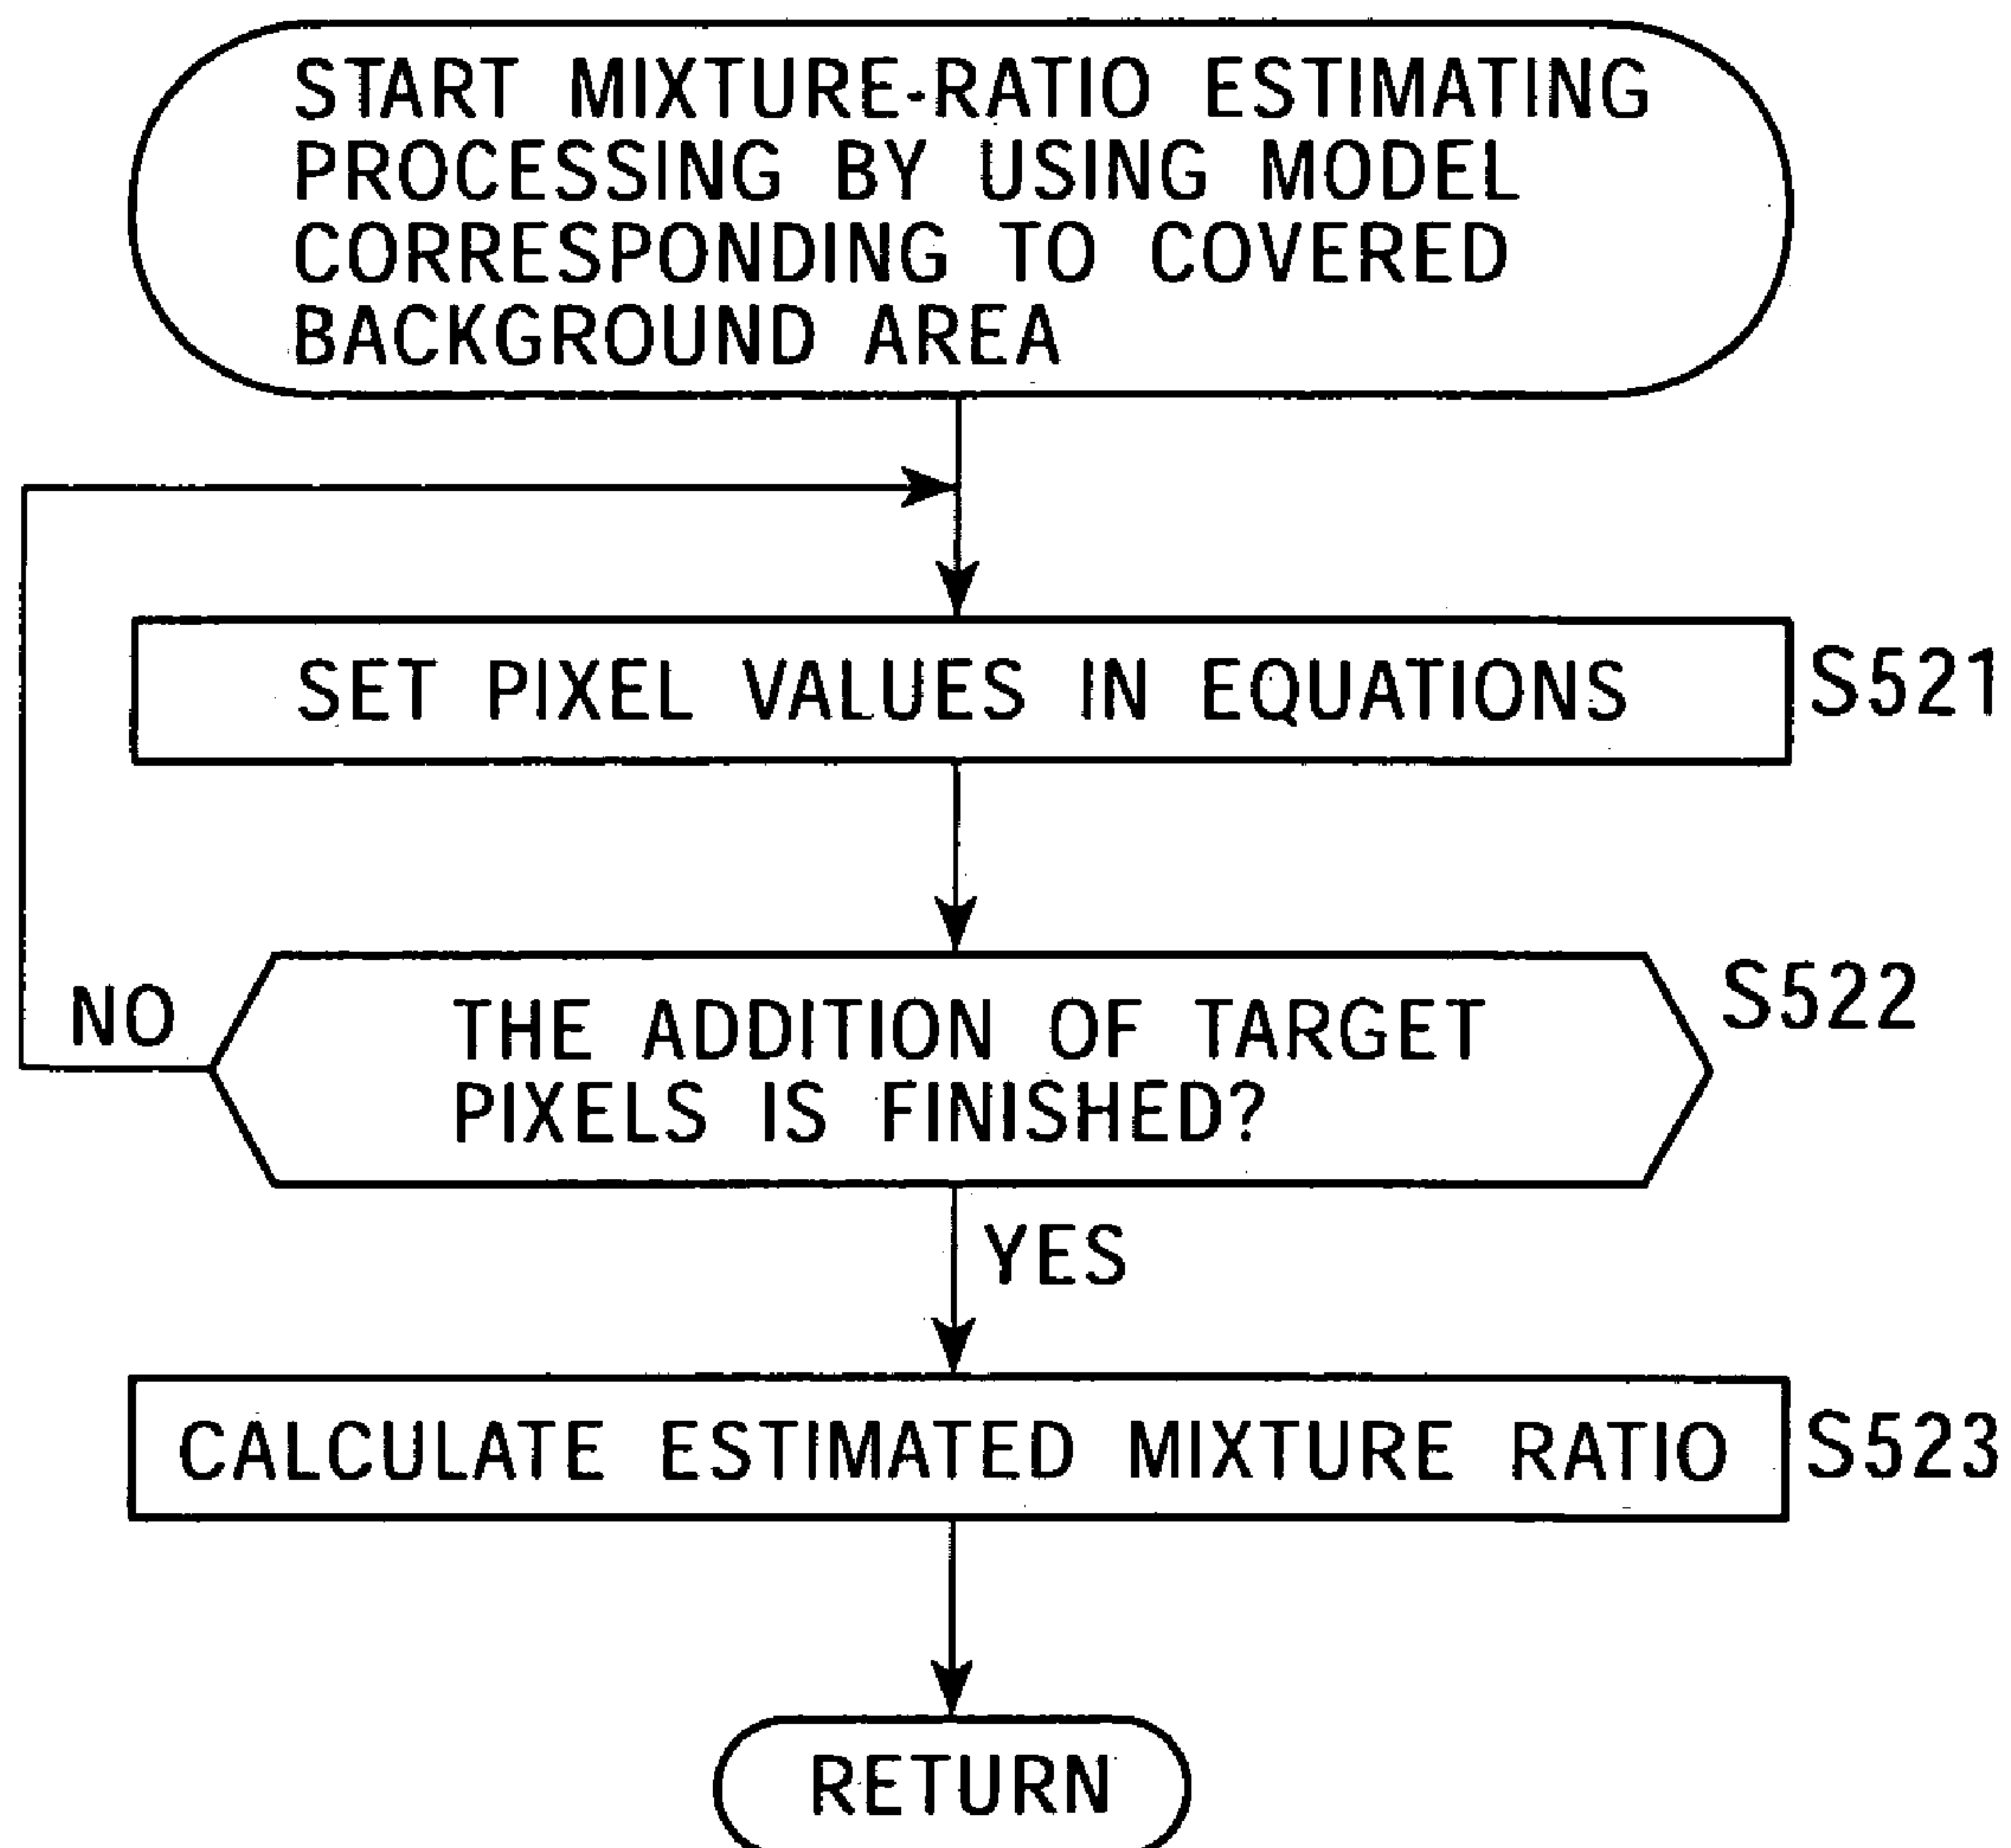 START MIXTURE-RATIO ESTIMATING
PROCESSING BY USING MODEL
CORRESPONDING TO COVERED
BACKGROUND AREA
SET PIXEL VALUES IN EQUATIONS
S521
THE ADDITION OF TARGET
PIXELS IS FINISHED?
S522
NO
YES
CALCULATE ESTIMATED MIXTURE RATIO
S523
RETURN